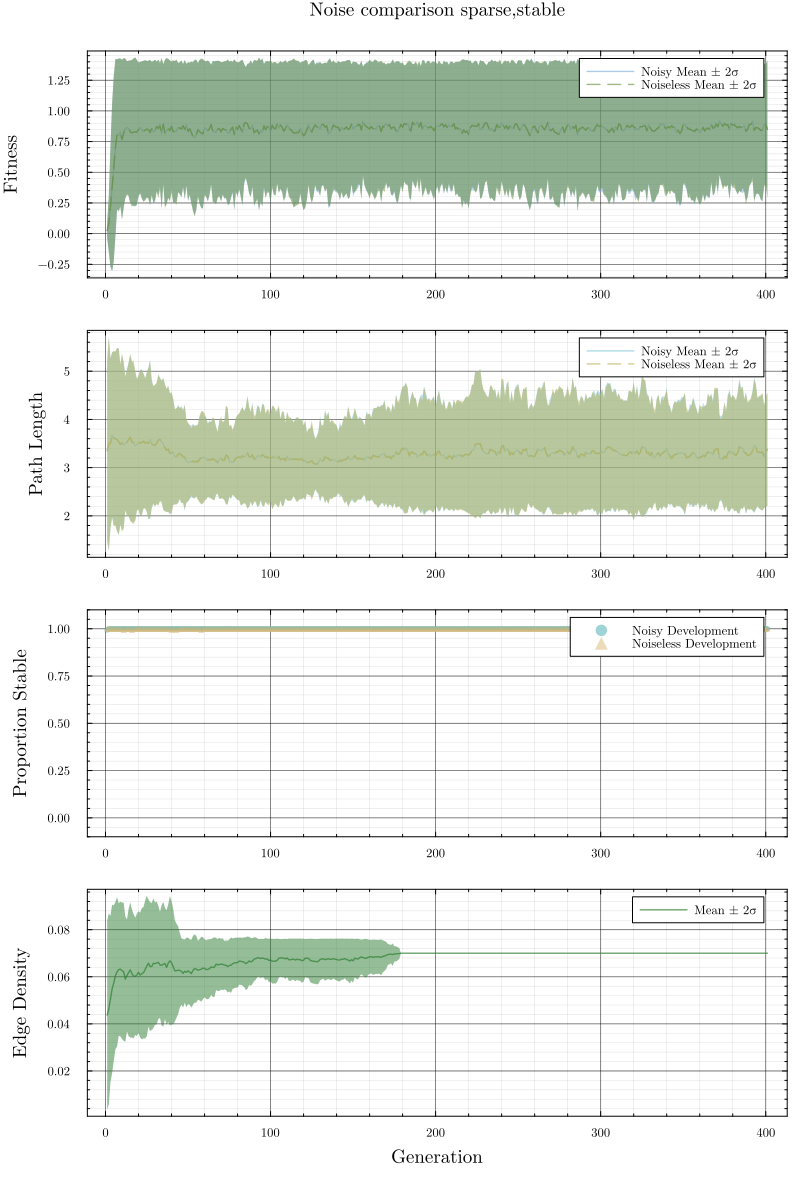 Noise comparison sparse,stable
Fitness
1.25
1.00
0.75
0.50
0.25
0.00
−0.25
Noisy Mean ± 2σ
Noiseless Mean ± 2σ
0 100 200 300 400
Path Length
5
4
3
2
Noisy Mean ± 2σ
Noiseless Mean ± 2σ
0 100 200 300 400
Proportion Stable
1.00
0.75
0.50
0.25
0.00
Noisy Development
Noiseless Development
0 100 200 300 400
Edge Density
0.08
0.06
0.04
0.02
Mean ± 2σ
0 100 200 300 400
Generation